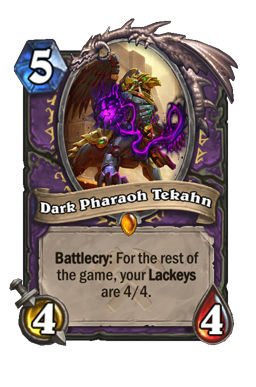 5
Dark Pharaoh Tekahn
Battlecry: For the rest of
the game, your Lackeys
are 4/4.
4
4